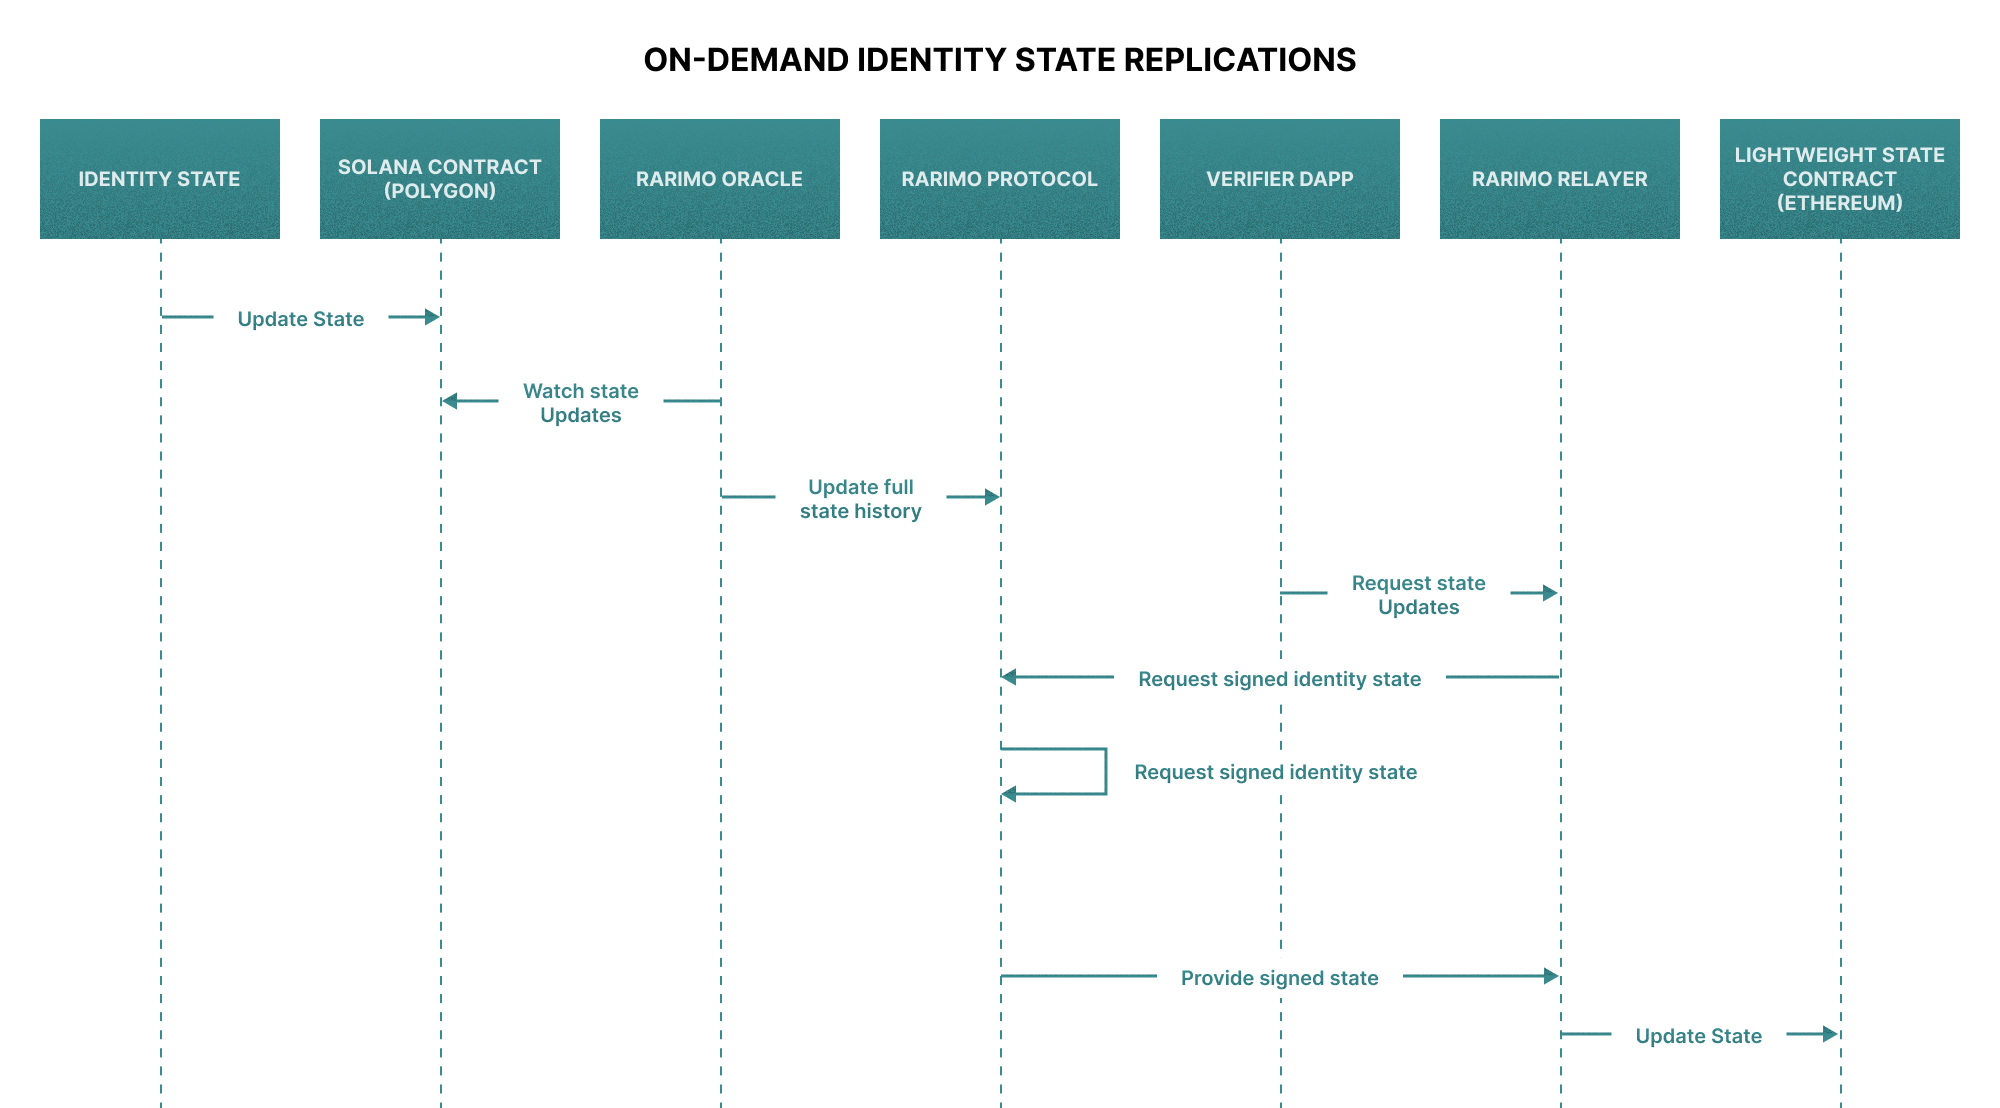 ON-DEMAND IDENTITY STATE REPLICATIONS
IDENTITY STATE
SOLANA CONTRACT
(POLYGON)
RARIMO ORACLE
RARIMO PROTOCOL
VERIFIER DAPP
RARIMO RELAYER
LIGHTWEIGHT STATE
CONTRACT
(ETHEREUM)
Update State
Watch state
Updates
Update full
state history
Request state
Updates
Request signed identity state
Request signed identity state
Provide signed state
Update State